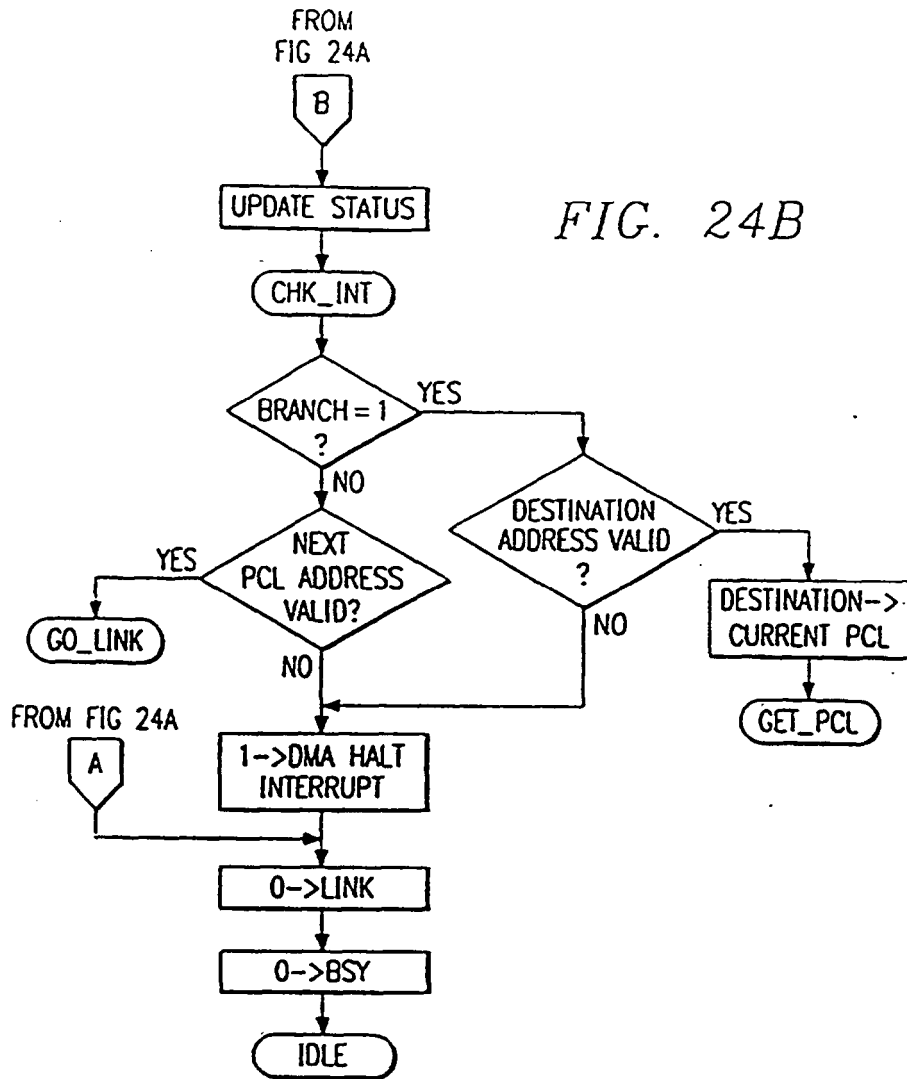 FROM
FIG 24A
B
UPDATE STATUS
FIG. 24B
CHK_INT
BRANCH = 1
?
YES
NO
DESTINATION
ADDRESS VALID
?
YES
NO
NEXT
PCL ADDRESS
VALID?
YES
NO
GO_LINK
DESTINATION->
CURRENT PCL
GET_PCL
FROM FIG 24A
A
1->DMA HALT
INTERRUPT
0->LINK
0->BSY
IDLE